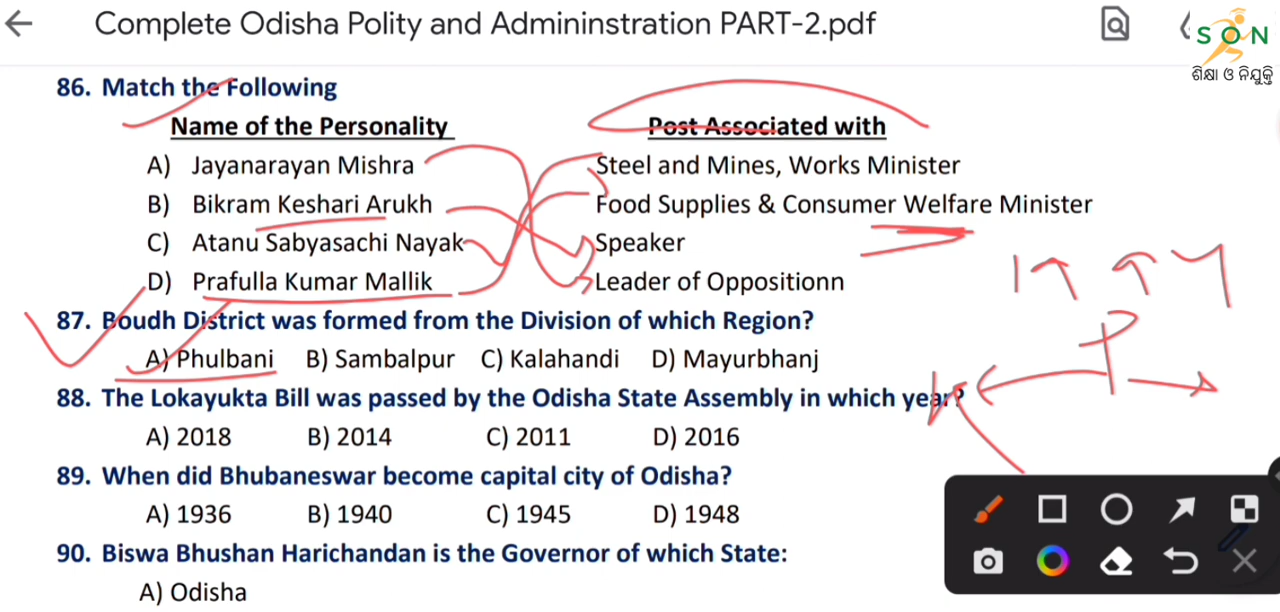 Complete Odisha Polity and Admininstration PART-2.pdf
SON
ଶିକ୍ଷା ଓ ନିଯୁକ୍ତି
86. Match the Following
Name of the Personality Post Associated with
A) Jayanarayan Mishra Steel and Mines, Works Minister
B) Bikram Keshari Arukh Food Supplies & Consumer Welfare Minister
C) Atanu Sabyasachi Nayak Speaker
D) Prafulla Kumar Mallik Leader of Oppositionn
87. Boudh District was formed from the Division of which Region?
A) Phulbani B) Sambalpur C) Kalahandi D) Mayurbhanj
88. The Lokayukta Bill was passed by the Odisha State Assembly in which year?
A) 2018 B) 2014 C) 2011 D) 2016
89. When did Bhubaneswar become capital city of Odisha?
A) 1936 B) 1940 C) 1945 D) 1948
90. Biswa Bhushan Harichandan is the Governor of which State:
A) Odisha